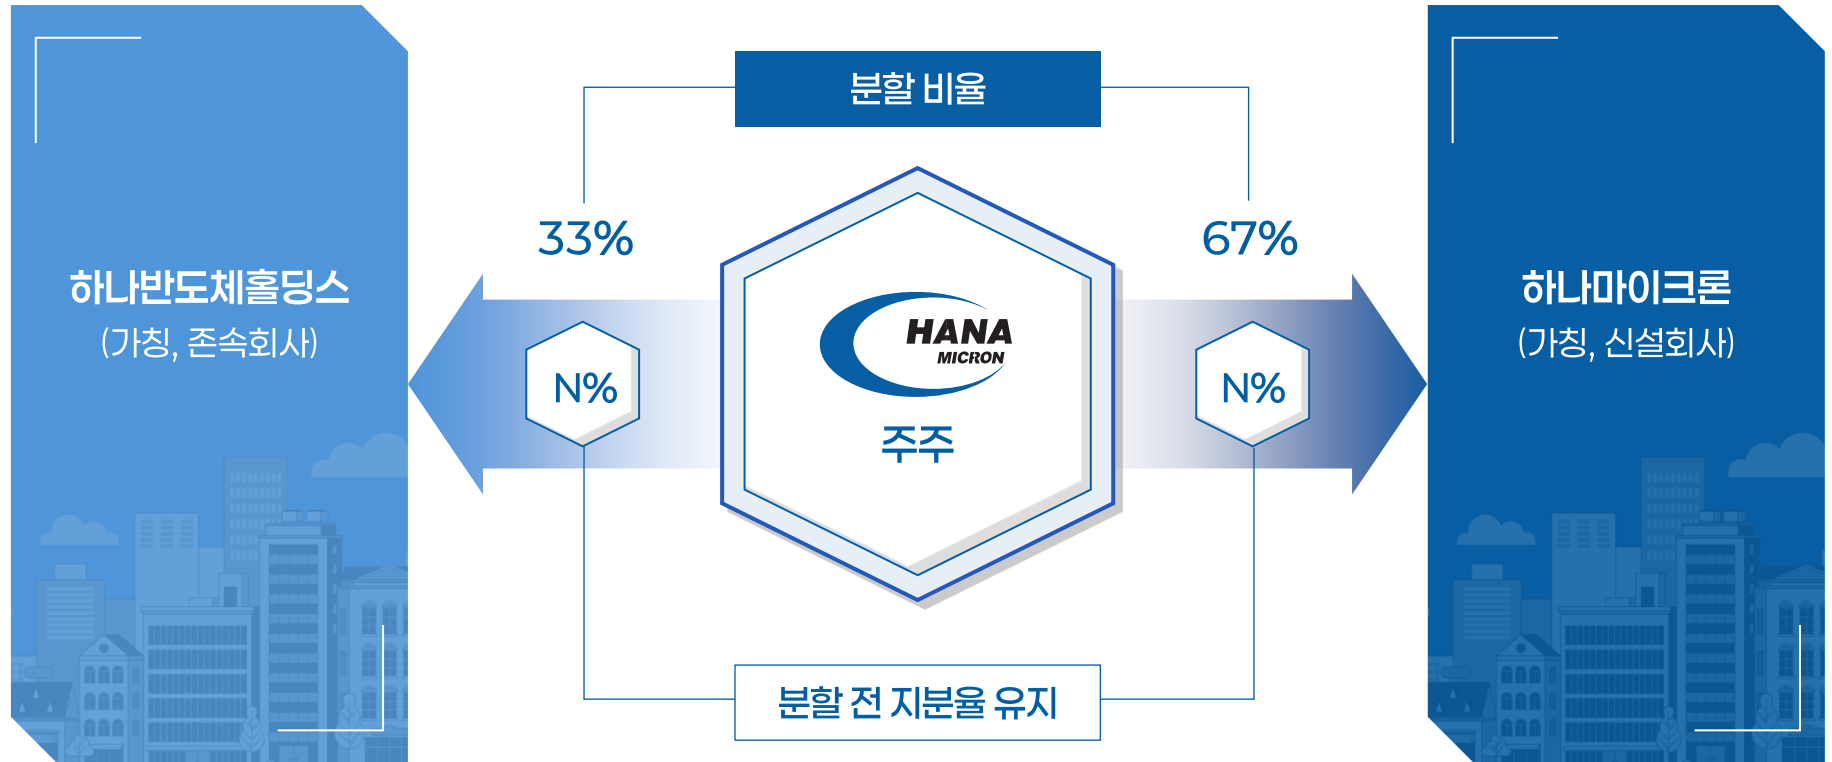 분할 비율
33%
67%
하나반도체홀딩스
(가칭, 존속회사)
N%
HANA
MICRON
주주
N%
하나마이크론
(가칭, 신설회사)
분할 전 지분율 유지